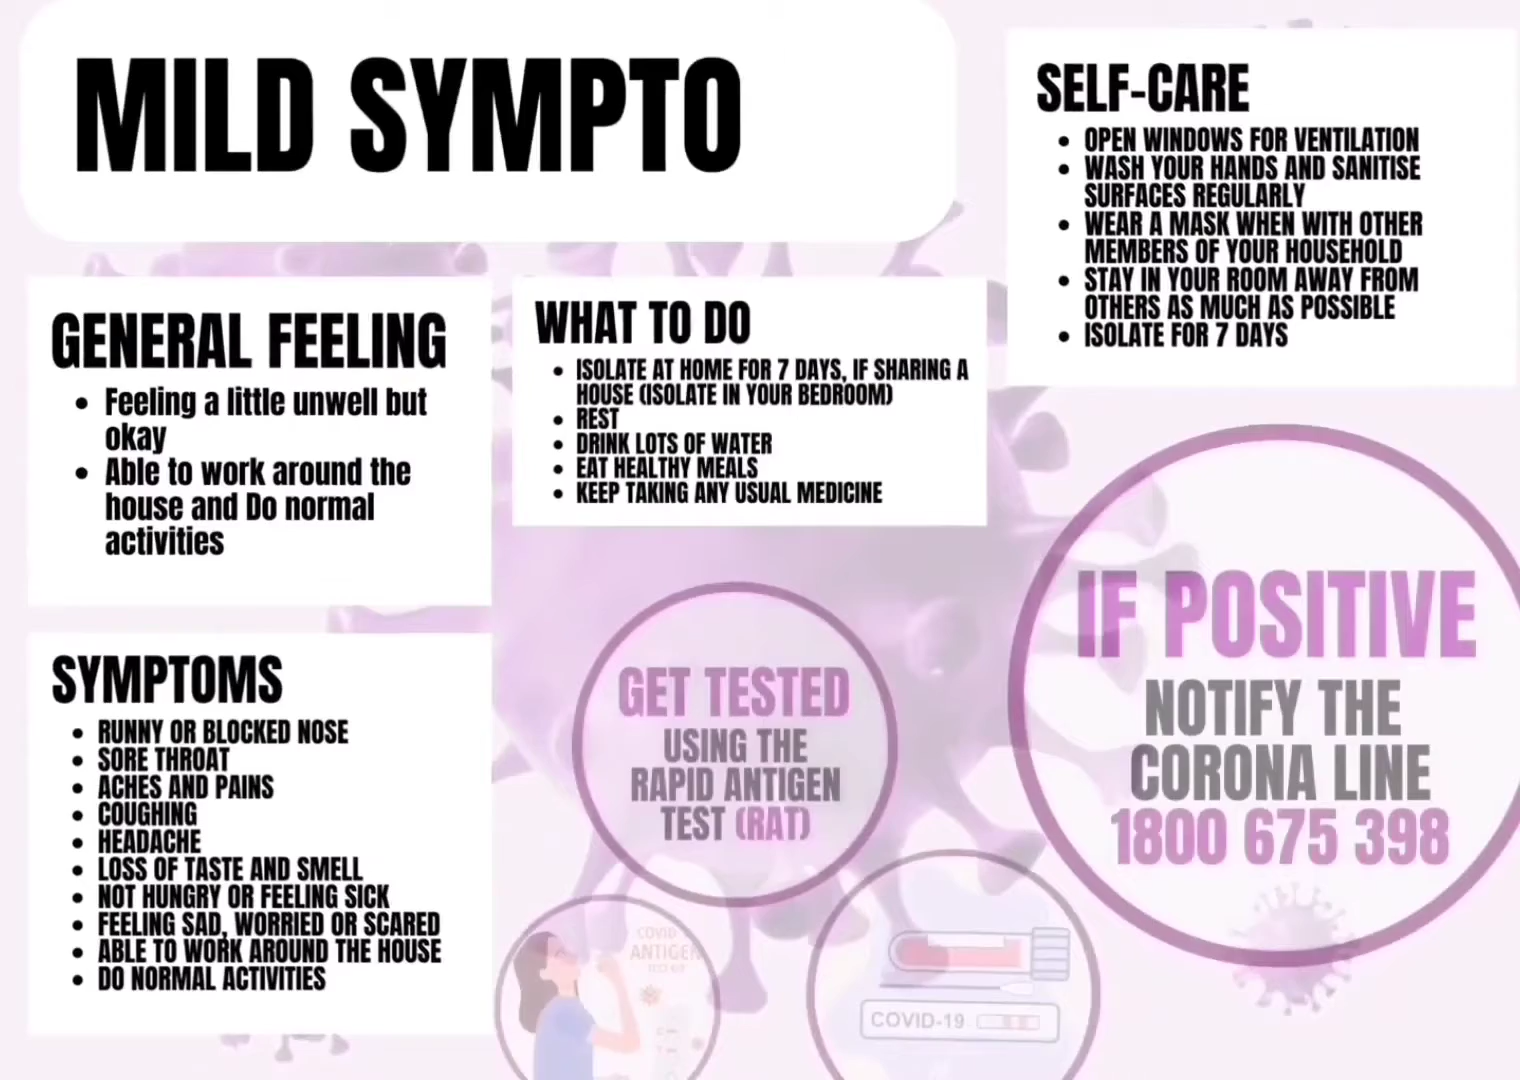 MILD SYMPTO
GENERAL FEELING
Feeling a little unwell but
okay
Able to work around the
house and Do normal
activities
SYMPTOMS
RUNNY OR BLOCKED NOSE
SORE THROAT
ACHES AND PAINS
COUGHING
HEADACHE
LOSS OF TASTE AND SMELL
NOT HUNGRY OR FEELING SICK
FEELING SAD, WORRIED OR SCARED
ABLE TO WORK AROUND THE HOUSE
DO NORMAL ACTIVITIES
WHAT TO DO
ISOLATE AT HOME FOR 7 DAYS, IF SHARING A
HOUSE (ISOLATE IN YOUR BEDROOM)
REST
DRINK LOTS OF WATER
EAT HEALTHY MEALS
KEEP TAKING ANY USUAL MEDICINE
SELF-CARE
OPEN WINDOWS FOR VENTILATION
WASH YOUR HANDS AND SANITISE
SURFACES REGULARLY
WEAR A MASK WHEN WITH OTHER
MEMBERS OF YOUR HOUSEHOLD
STAY IN YOUR ROOM AWAY FROM
OTHERS AS MUCH AS POSSIBLE
ISOLATE FOR 7 DAYS
GET TESTED
USING THE
RAPID ANTIGEN
TEST (RAT)
IF POSITIVE
NOTIFY THE
CORONA LINE
1800 675 398
COVID
ANTIGEN
COVID-19